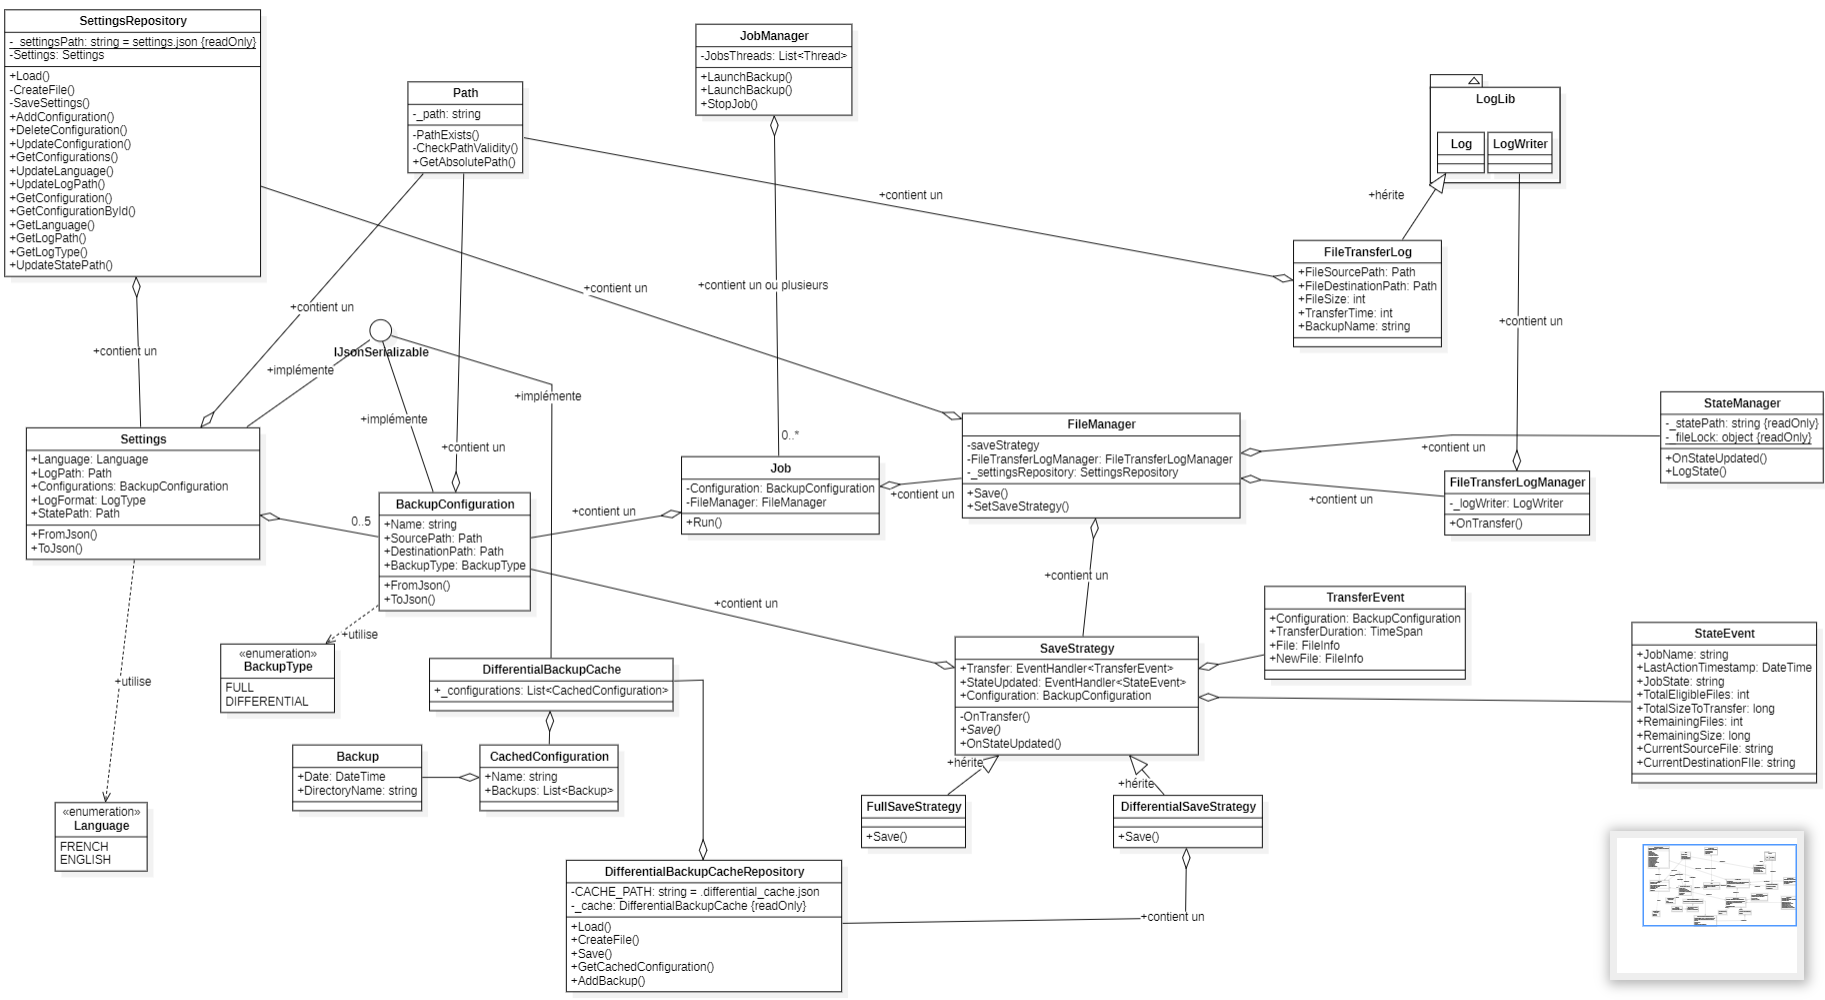 SettingsRepository
-_settingsPath: string = settings.json {readOnly}
-Settings: Settings
+Load()
-CreateFile()
-SaveSettings()
+AddConfiguration()
+DeleteConfiguration()
+UpdateConfiguration()
+GetConfigurations()
+UpdateLanguage()
+UpdateLogPath()
+GetConfiguration()
+GetConfigurationById()
+GetLanguage()
+GetLogPath()
+GetLogType()
+UpdateStatePath()
Path
-_path: string
-PathExists()
-CheckPathValidity()
+GetAbsolutePath()
JobManager
-JobsThreads: List<Thread>
+LaunchBackup()
+LaunchBackup()
+StopJob()
LogLib
Log
LogWriter
+contient un
+hérite
FileTransferLog
+FileSourcePath: Path
+FileDestinationPath: Path
+FileSize: int
+TransferTime: int
+BackupName: string
+contient un
+contient un ou plusieurs
+contient un
+contient un
+contient un
IJsonSerializable
+implémente
+implémente
+implémente
+contient un
0..*
Settings
+Language: Language
+LogPath: Path
+Configurations: BackupConfiguration
+LogFormat: LogType
+StatePath: Path
+FromJson()
+ToJson()
0..5
BackupConfiguration
+Name: string
+SourcePath: Path
+DestinationPath: Path
+BackupType: BackupType
+FromJson()
+ToJson()
+contient un
Job
-Configuration: BackupConfiguration
-FileManager: FileManager
+Run()
+contient un
FileManager
-saveStrategy
-FileTransferLogManager: FileTransferLogManager
-_settingsRepository: SettingsRepository
+Save()
+SetSaveStrategy()
+contient un
+contient un
StateManager
-_statePath: string {readOnly}
-_fileLock: object {readOnly}
+OnStateUpdated()
+LogState()
FileTransferLogManager
-_logWriter: LogWriter
+OnTransfer()
+contient un
+contient un
+utilise
+utilise
«enumeration»
BackupType
FULL
DIFFERENTIAL
DifferentialBackupCache
+_configurations: List<CachedConfiguration>
SaveStrategy
+Transfer: EventHandler<TransferEvent>
+StateUpdated: EventHandler<StateEvent>
+Configuration: BackupConfiguration
-OnTransfer()
+Save()
+OnStateUpdated()
TransferEvent
+Configuration: BackupConfiguration
+TransferDuration: TimeSpan
+File: FileInfo
+NewFile: FileInfo
StateEvent
+JobName: string
+LastActionTimestamp: DateTime
+JobState: string
+TotalEligibleFiles: int
+TotalSizeToTransfer: long
+RemainingFiles: int
+RemainingSize: long
+CurrentSourceFile: string
+CurrentDestinationFIle: string
Backup
+Date: DateTime
+DirectoryName: string
CachedConfiguration
+Name: string
+Backups: List<Backup>
+hérite
+hérite
FullSaveStrategy
+Save()
DifferentialSaveStrategy
+Save()
«enumeration»
Language
FRENCH
ENGLISH
DifferentialBackupCacheRepository
-CACHE_PATH: string = .differential_cache.json
-_cache: DifferentialBackupCache {readOnly}
+Load()
+CreateFile()
+Save()
+GetCachedConfiguration()
+AddBackup()
+contient un